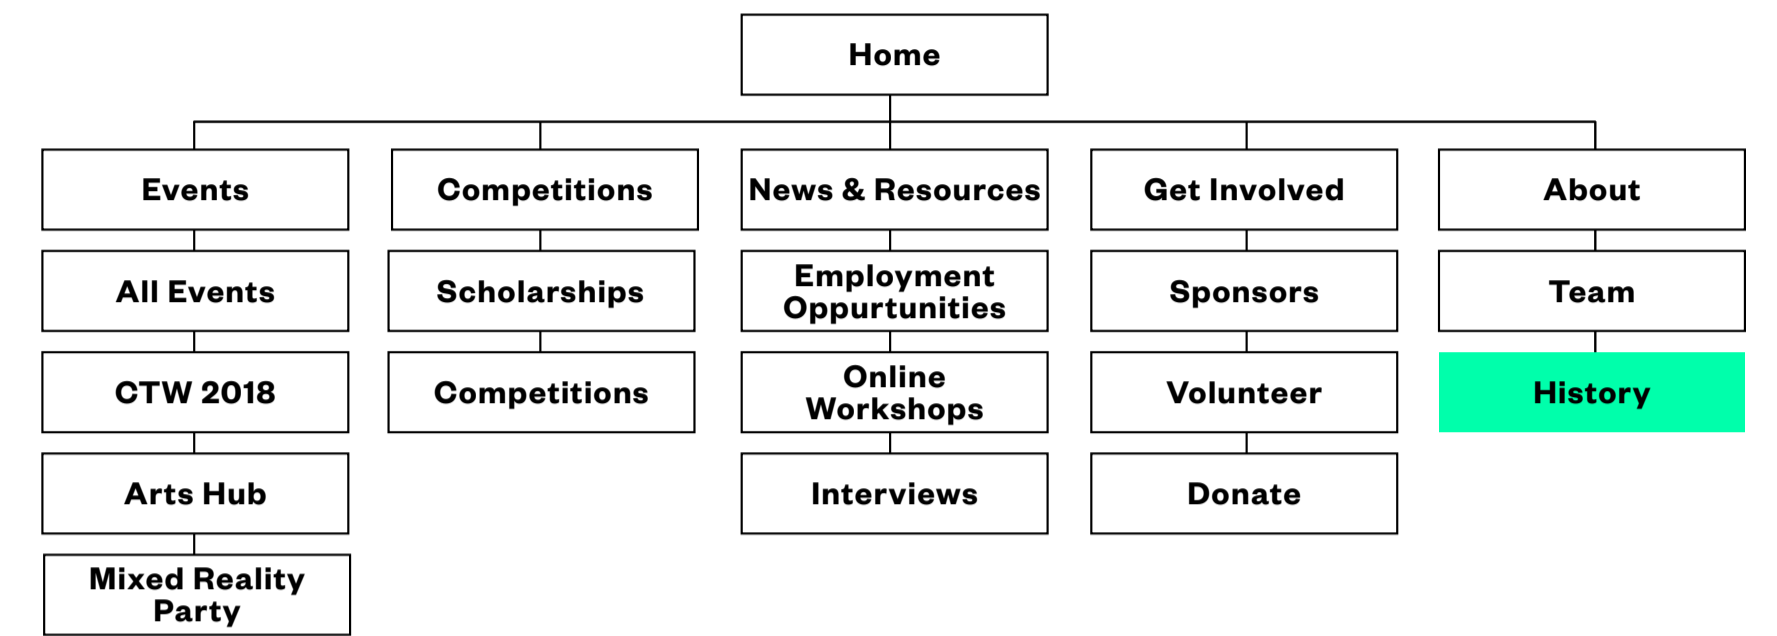 Home
Events
Competitions
News & Resources
Get Involved
About
All Events
Scholarships
Employment
Oppurtunities
Sponsors
Team
CTW 2018
Competitions
Online
Workshops
Volunteer
History
Arts Hub
Interviews
Donate
Mixed Reality
Party